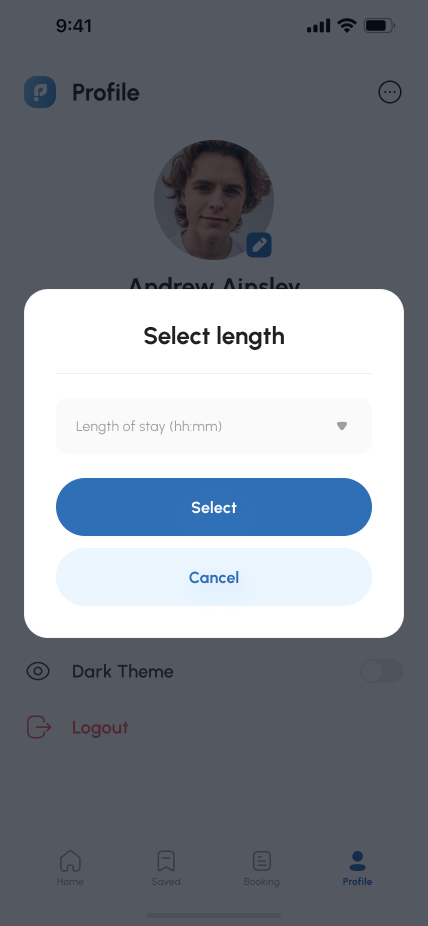 9:41
Profile
Andrew Ainsley
Select length
Length of stay (hh:mm)
Select
Cancel
Dark Theme
Logout
Home
Saved
Booking
Profile